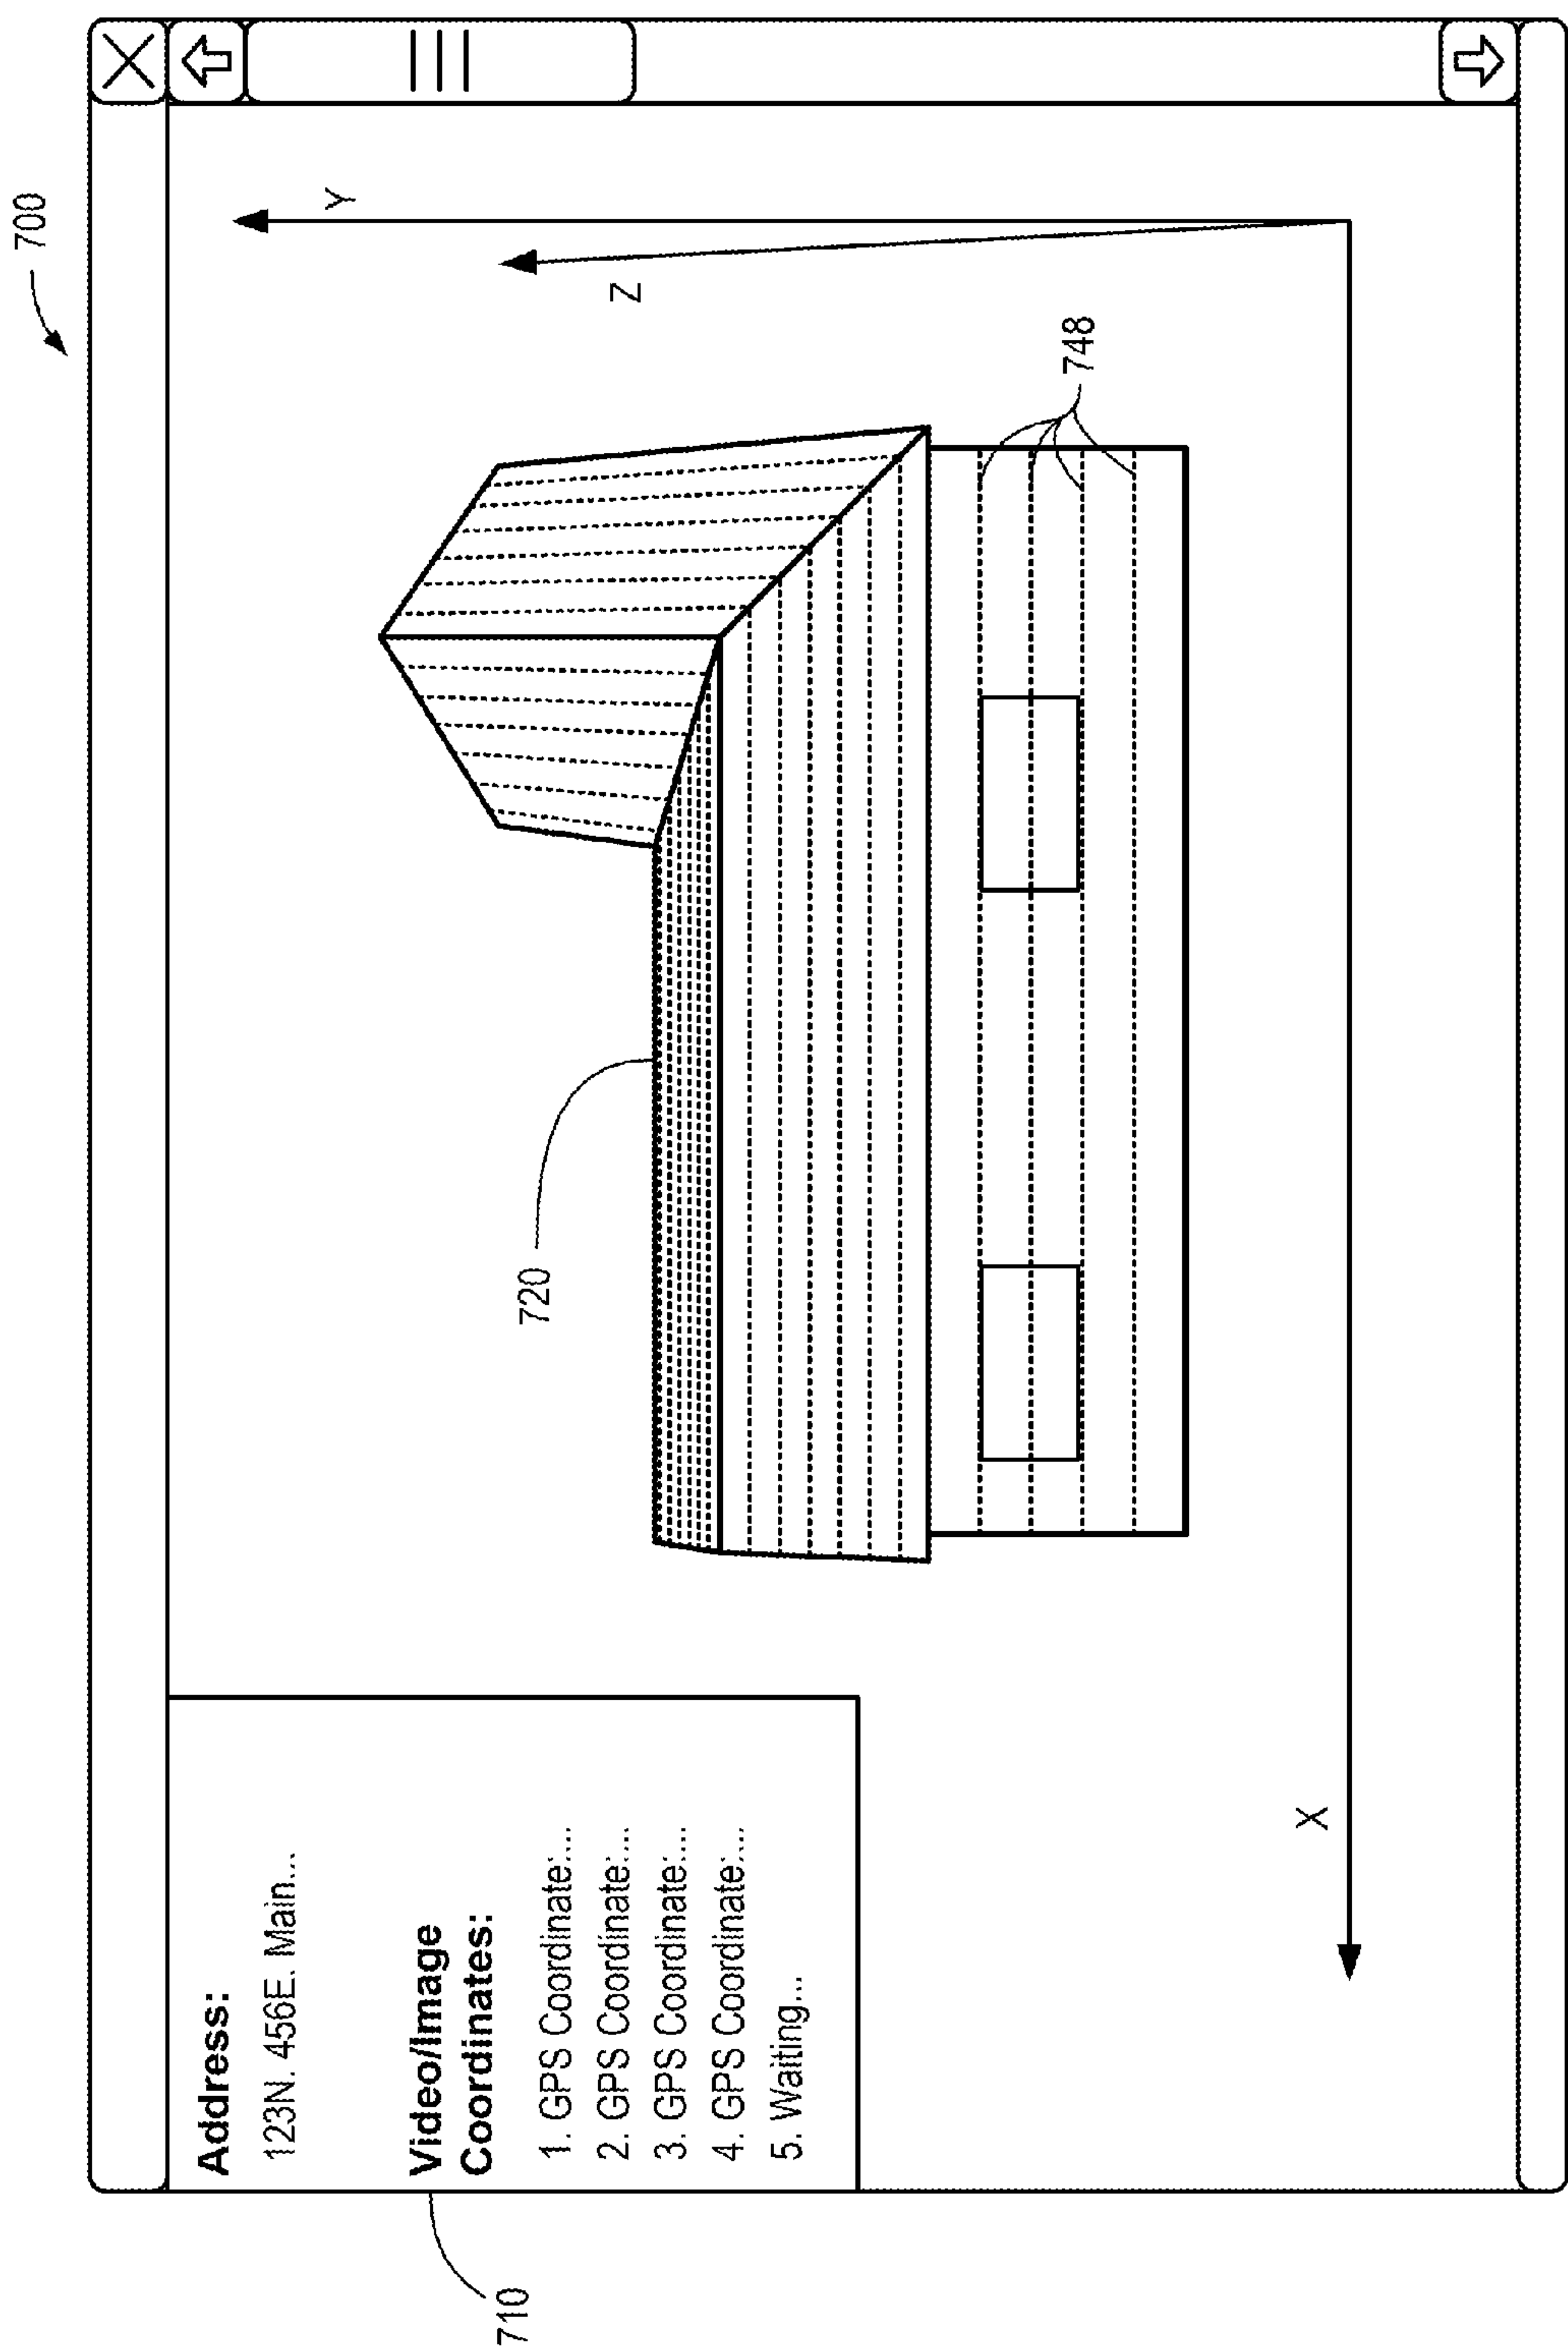 700
710
Address:
123N. 456E. Main...
Video/Image
Coordinates:
1. GPS Coordinate:...
2. GPS Coordinate:...
3. GPS Coordinate:...
4. GPS Coordinate:...
5. Waiting...
720
748
Y
Z
X